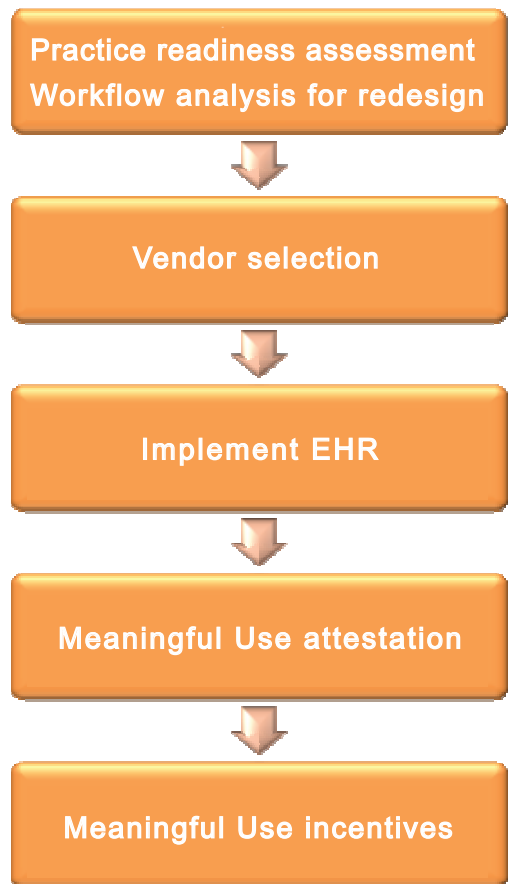 Practice readiness assessment
Workflow analysis for redesign
Vendor selection
Implement EHR
Meaningful Use attestation
Meaningful Use incentives